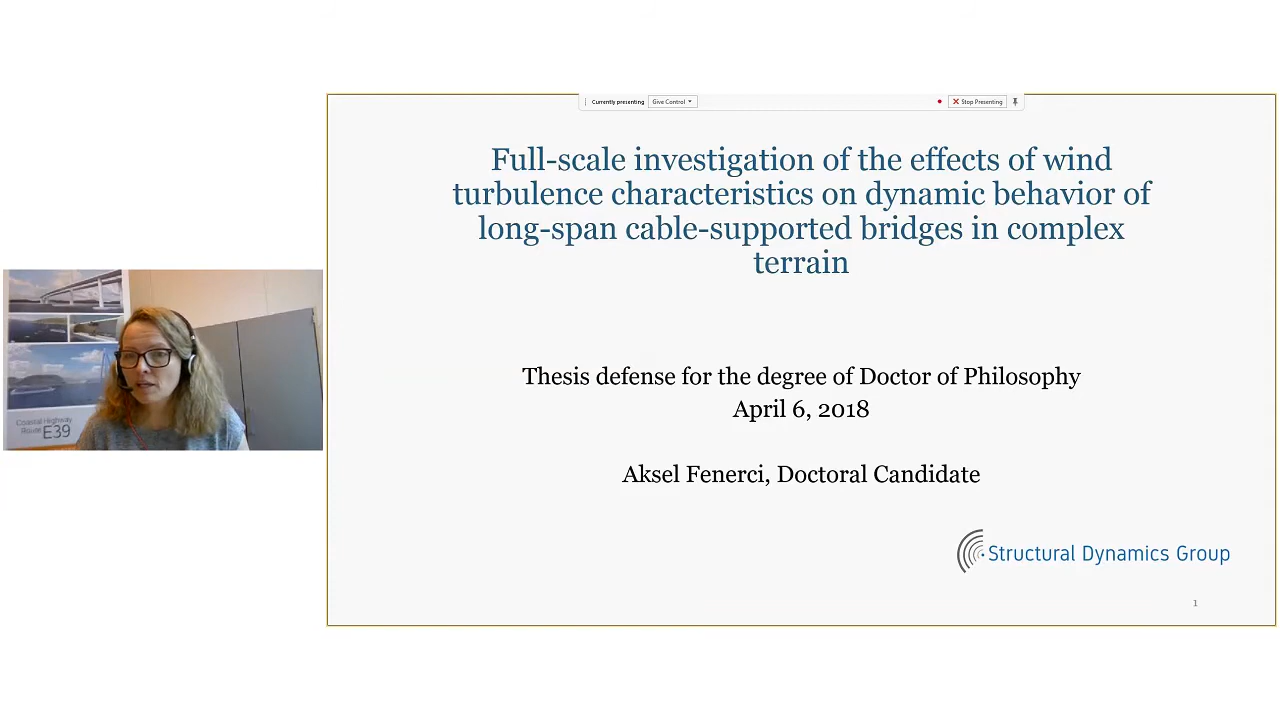 Currently presenting
Give Control
Stop Presenting
Full-scale investigation of the effects of wind
turbulence characteristics on dynamic behavior of
long-span cable-supported bridges in complex
terrain
Thesis defense for the degree of Doctor of Philosophy
April 6, 2018
Aksel Fenerci, Doctoral Candidate
Coastal Highway
Route E39
Structural Dynamics Group
1